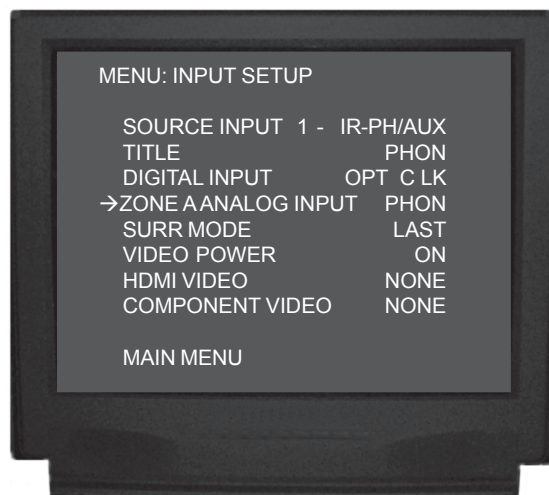 MENU: INPUT SETUP
SOURCE INPUT 1 - IR-PH/AUX
TITLE PHON
DIGITAL INPUT OPT C LK
→ZONE A ANALOG INPUT PHON
SURR MODE LAST
VIDEO POWER ON
HDMI VIDEO NONE
COMPONENT VIDEO NONE
MAIN MENU